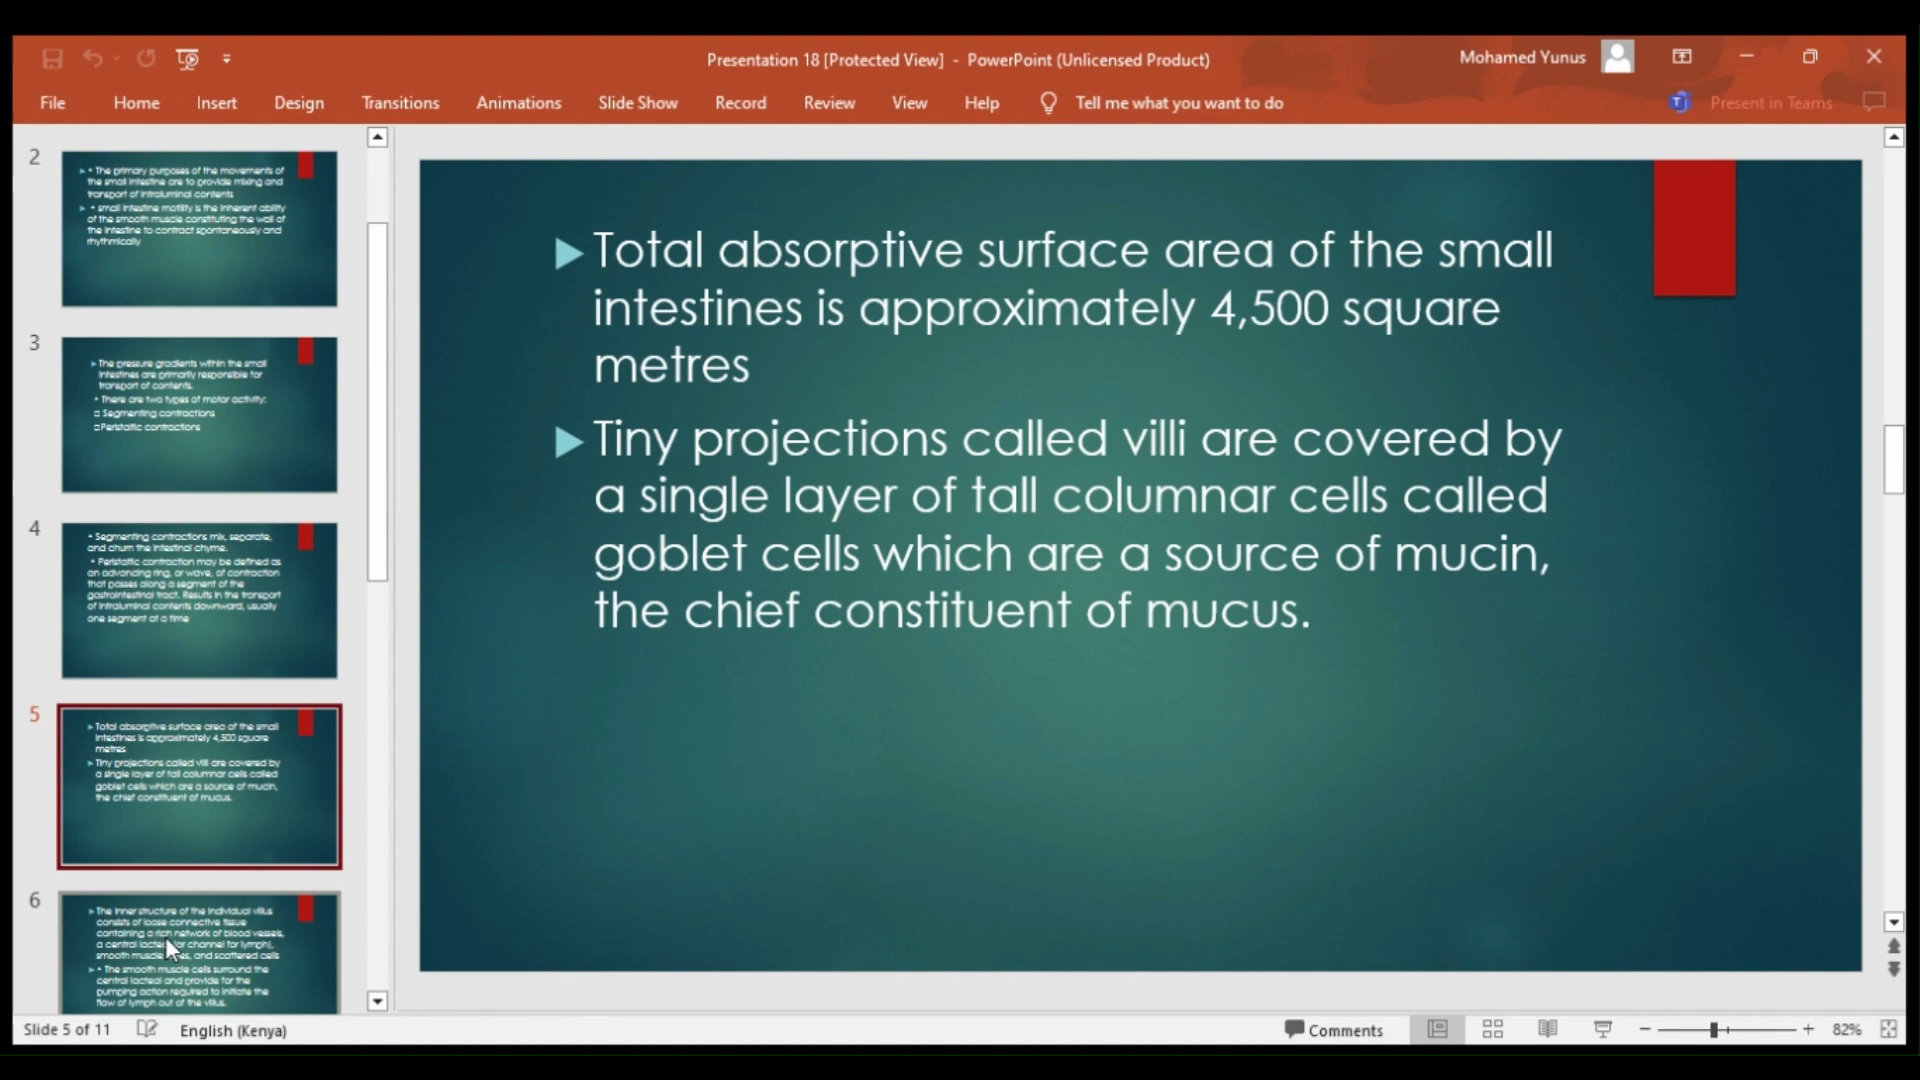 Presentation 18 [Protected View] - PowerPoint (Unlicensed Product)
Mohamed Yunus
File Home Insert Design Transitions Animations Slide Show Record Review View Help Tell me what you want to do Present in Teams
2
▸ • The primary purposes of the movements of
the small intestine are to provide mixing and
transport of intraluminal contents
▸ • small intestine motility is the inherent ability
of the smooth muscle constituting the wall of
the intestine to contract spontaneously and
rhythmically
3
▸ The pressure gradients within the small
intestines are primarily responsible for
transport of contents.
• There are two types of motor activity:
□ Segmenting contractions
□ Peristaltic contractions
4
• Segmenting contractions mix, separate,
and churn the intestinal chyme.
• Peristaltic contraction may be defined as
an advancing ring, or wave, of contraction
that passes along a segment of the
gastrointestinal tract. Results in the transport
of intraluminal contents downward, usually
one segment at a time
5
▸ Total absorptive surface area of the small
intestines is approximately 4,500 square
metres
▸ Tiny projections called villi are covered by
a single layer of tall columnar cells called
goblet cells which are a source of mucin,
the chief constituent of mucus.
6
▸ The inner structure of the individual villus
consists of loose connective tissue
containing a rich network of blood vessels,
a central lacteal or channel for lymph),
smooth muscle and scattered cells
▸ • The smooth muscle cells surround the
central lacteal and provide for the
pumping action required to initiate the
flow of lymph out of the villus.
▸ Total absorptive surface area of the small
intestines is approximately 4,500 square
metres
▸ Tiny projections called villi are covered by
a single layer of tall columnar cells called
goblet cells which are a source of mucin,
the chief constituent of mucus.
Slide 5 of 11 English (Kenya) Comments 82%